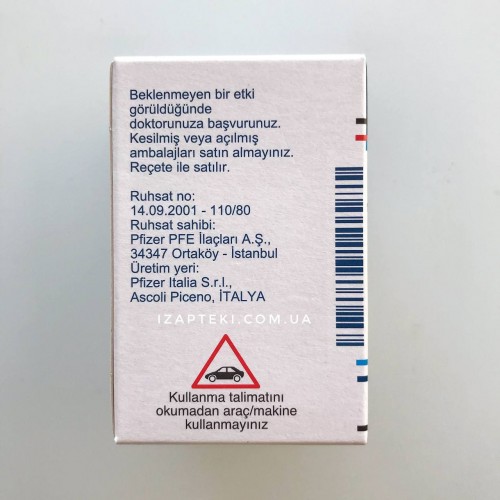 Beklenmeyen bir etki
görüldüğünde
doktorunuza başvurunuz.
Kesilmiş veya açılmış
ambalajları satın almayınız.
Reçete ile satılır.
Ruhsat no:
14.09.2001 - 110/80
Ruhsat sahibi:
Pfizer PFE İlaçları A.Ş.,
34347 Ortaköy - İstanbul
Üretim yeri:
Pfizer Italia S.r.l.,
Ascoli Piceno, İTALYA
IZAPTEKI.COM.UA
Kullanma talimatını
okumadan araç/makine
kullanmayınız